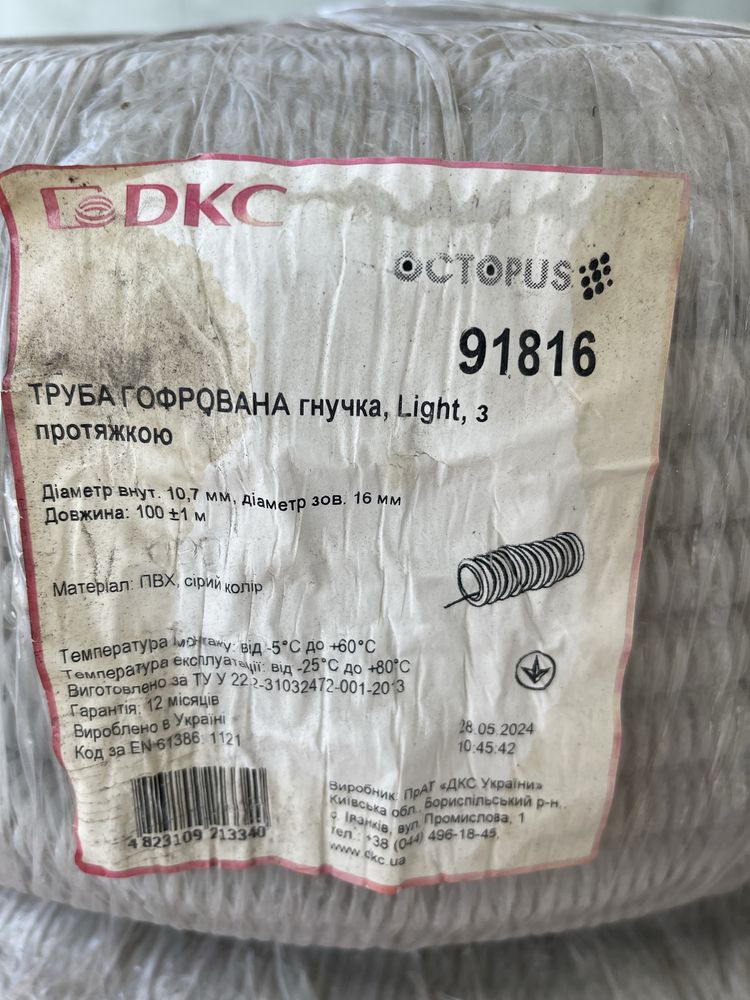 DKC
OCTOPUS
91816
ТРУБА ГОФРОВАНА гнучка, Light, з
протяжкою
Діаметр внут. 10,7 мм, діаметр зов. 16 мм
Довжина: 100 ±1 м
Матеріал: ПВХ, сірий колір
Температура монтажу: від -5°C до +60°C
Температура експлуатації: від -25°C до +80°C
Виготовлено за ТУ У 22.2-31032472-001-2013
Гарантія: 12 місяців
Вироблено в Україні
Код за EN 61386: 1121
28.05.2024
10:45:42
4 823109 213340
Виробник: ПрАТ «ДКС України»
Київська обл., Бориспільський р-н.,
с. Іванків, вул. Промислова, 1
Тел.: +38 (044) 496-18-45,
www.dkc.ua